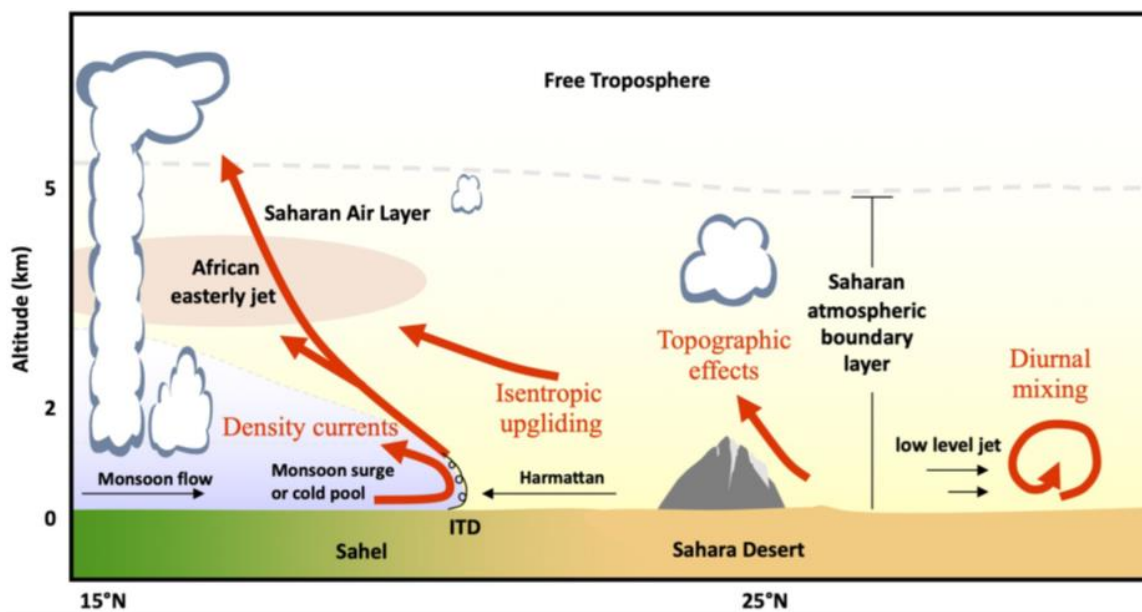 Free Troposphere
5
Saharan Air Layer
African
easterly jet
Altitude (km)
Saharan
atmospheric
boundary
layer
Topographic
effects
Diurnal
mixing
Isentropic
upgliding
2
Density currents
low level jet
Monsoon flow
Monsoon surge
or cold pool
Harmattan
0
ITD
Sahel
Sahara Desert
15°N
25°N